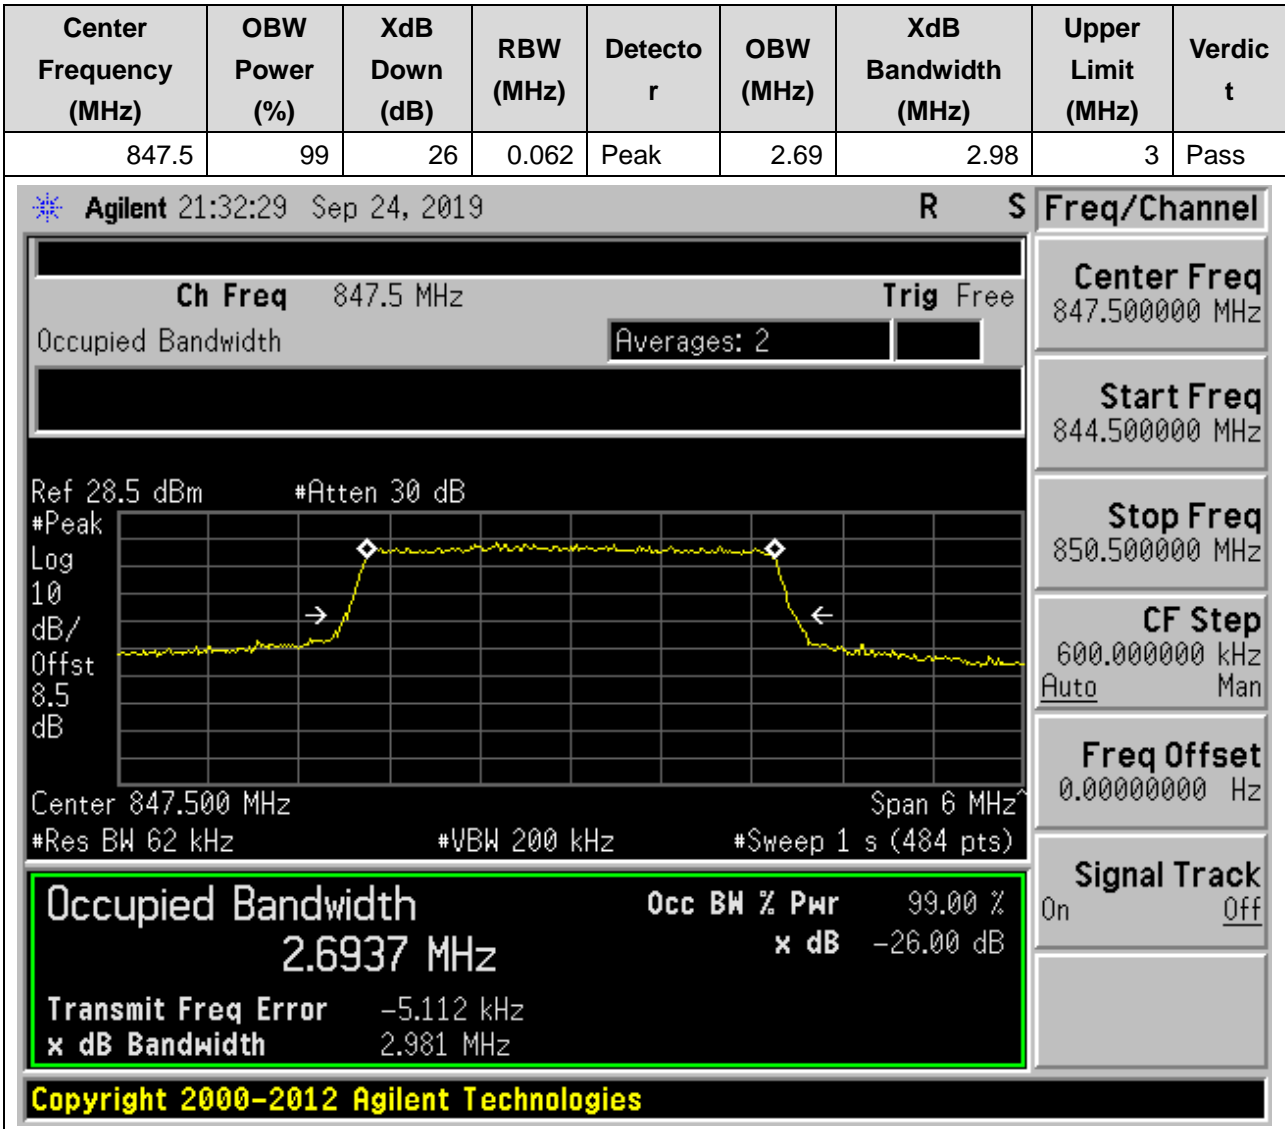 Center Frequency (MHz) OBW Power (%) XdB Down (dB) RBW (MHz) Detecto r OBW (MHz) XdB Bandwidth (MHz) Upper Limit (MHz) Verdic t
847.5 99 26 0.062 Peak 2.69 2.98 3 Pass
Agilent 21:32:29 Sep 24, 2019 R S Freq/Channel
Ch Freq 847.5 MHz Trig Free
Occupied Bandwidth Averages: 2
Center Freq
847.500000 MHz
Start Freq
844.500000 MHz
Stop Freq
850.500000 MHz
CF Step
600.000000 kHz
Auto Man
Freq Offset
0.00000000 Hz
Signal Track
On Off
Ref 28.5 dBm #Atten 30 dB
#Peak
Log
10
dB/
Offst
8.5
dB
Center 847.500 MHz Span 6 MHz^
#Res BW 62 kHz #VBW 200 kHz #Sweep 1 s (484 pts)
Occupied Bandwidth Occ BW % Pwr 99.00 %
2.6937 MHz x dB -26.00 dB
Transmit Freq Error -5.112 kHz
x dB Bandwidth 2.981 MHz
Copyright 2000-2012 Agilent Technologies